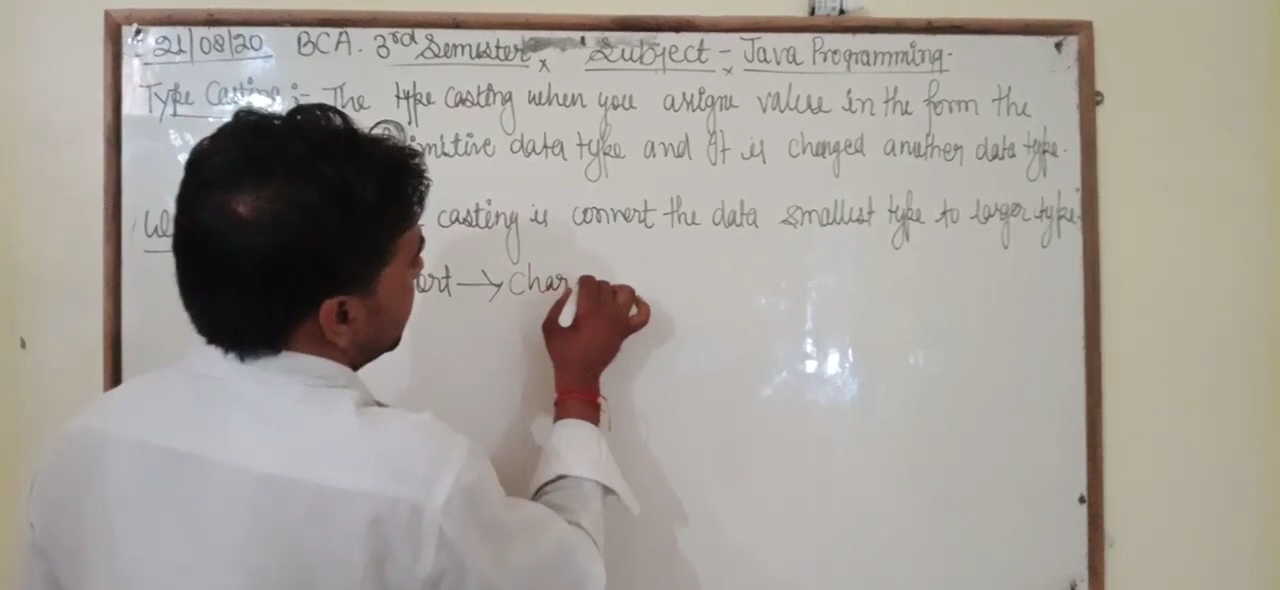 21/08/20 BCA. 3rd Semester x Subject - x Java Programming.
Type Casting :- The type casting when you asigne value in the form the
imitive data type and It is changed another data type.
casting is convert the data smallest type to larger type.
ort → Char